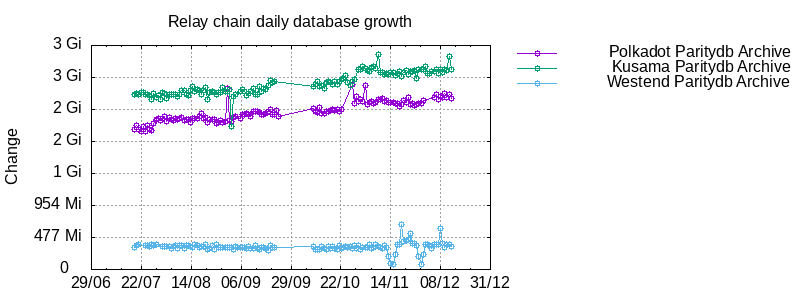 Relay chain daily database growth
3 Gi
3 Gi
2 Gi
2 Gi
1 Gi
954 Mi
477 Mi
0
Change
29/06 22/07 14/08 06/09 29/09 22/10 14/11 08/12 31/12
Polkadot Paritydb Archive
Kusama Paritydb Archive
Westend Paritydb Archive